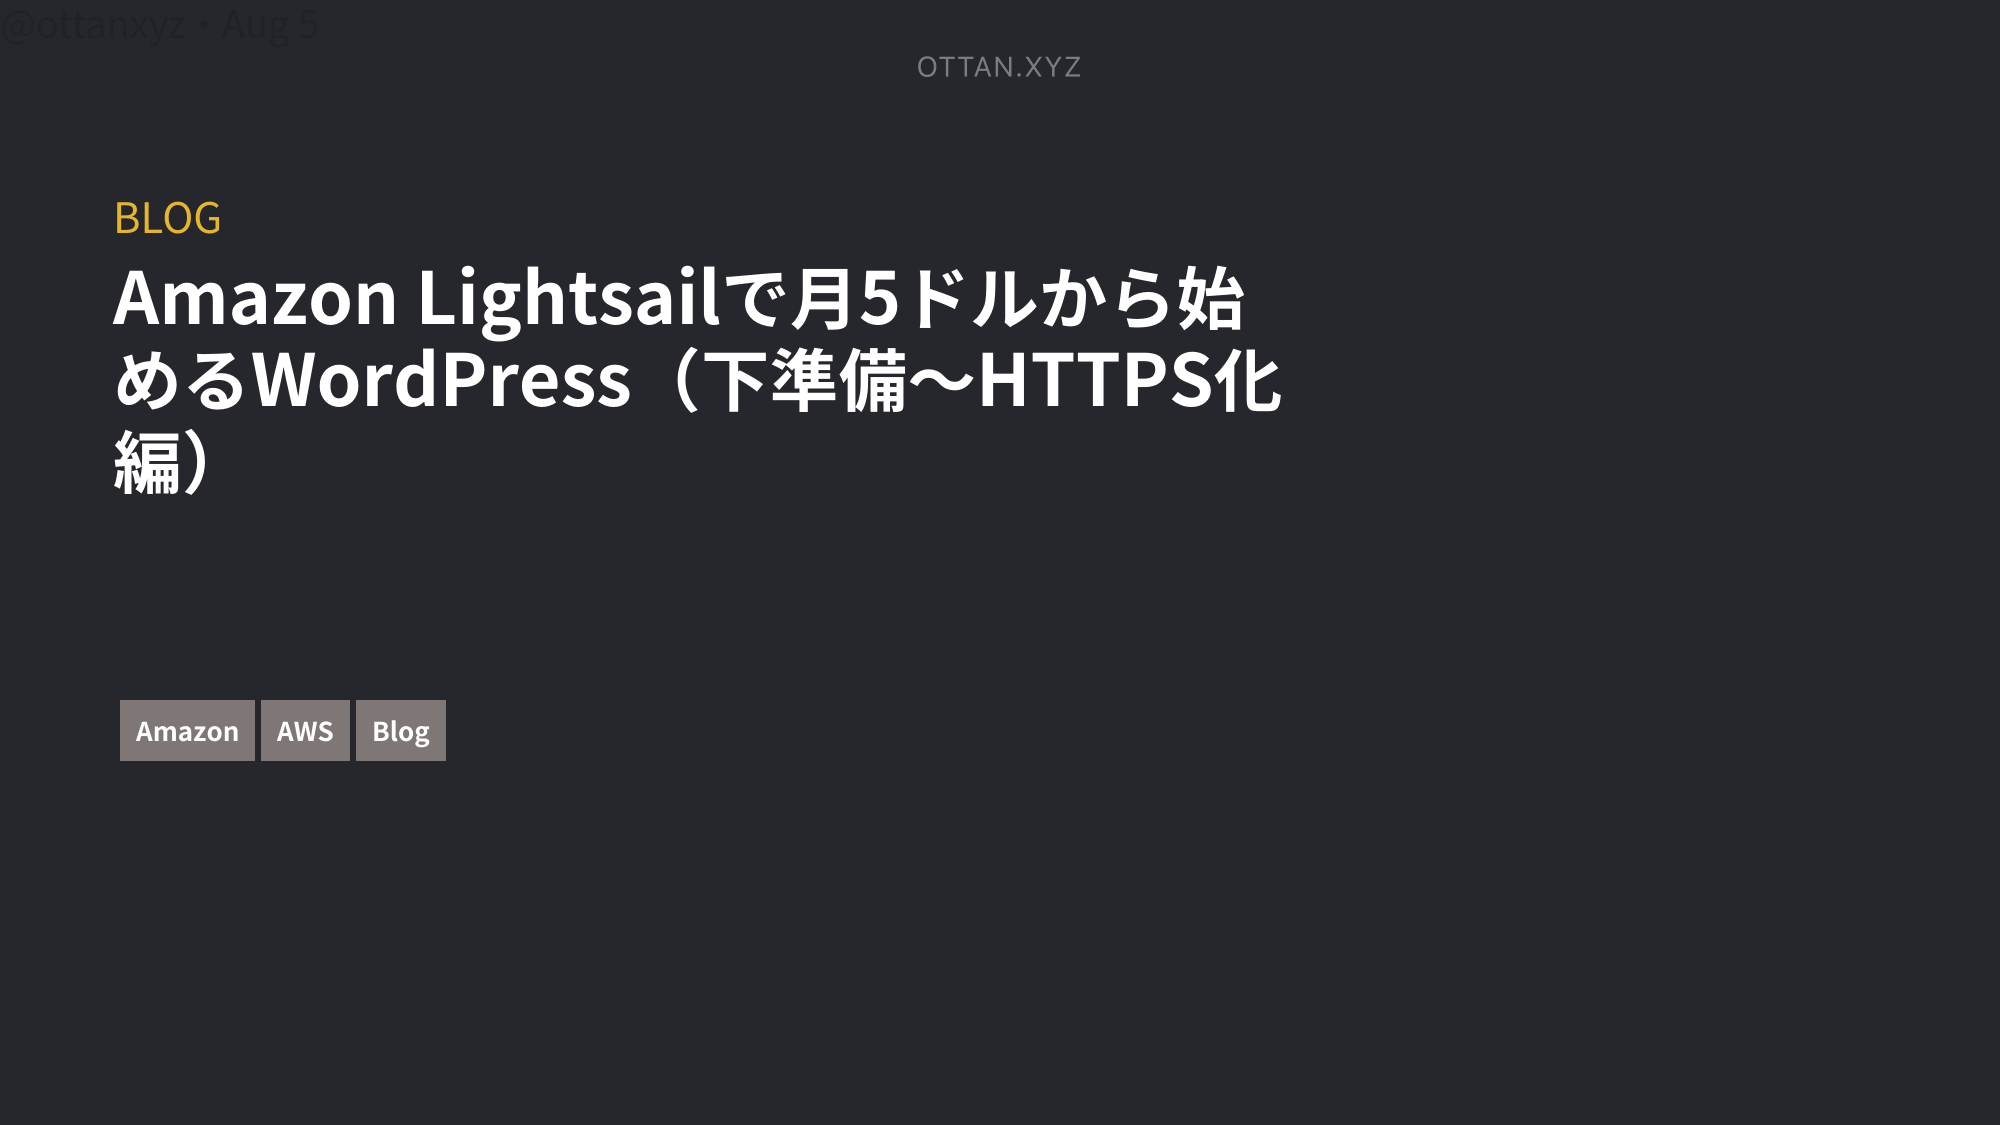 @ottanxyz・Aug 5
OTTAN.XYZ
BLOG
Amazon Lightsailで月5ドルから始
めるWordPress（下準備〜HTTPS化
編）
Amazon
AWS
Blog